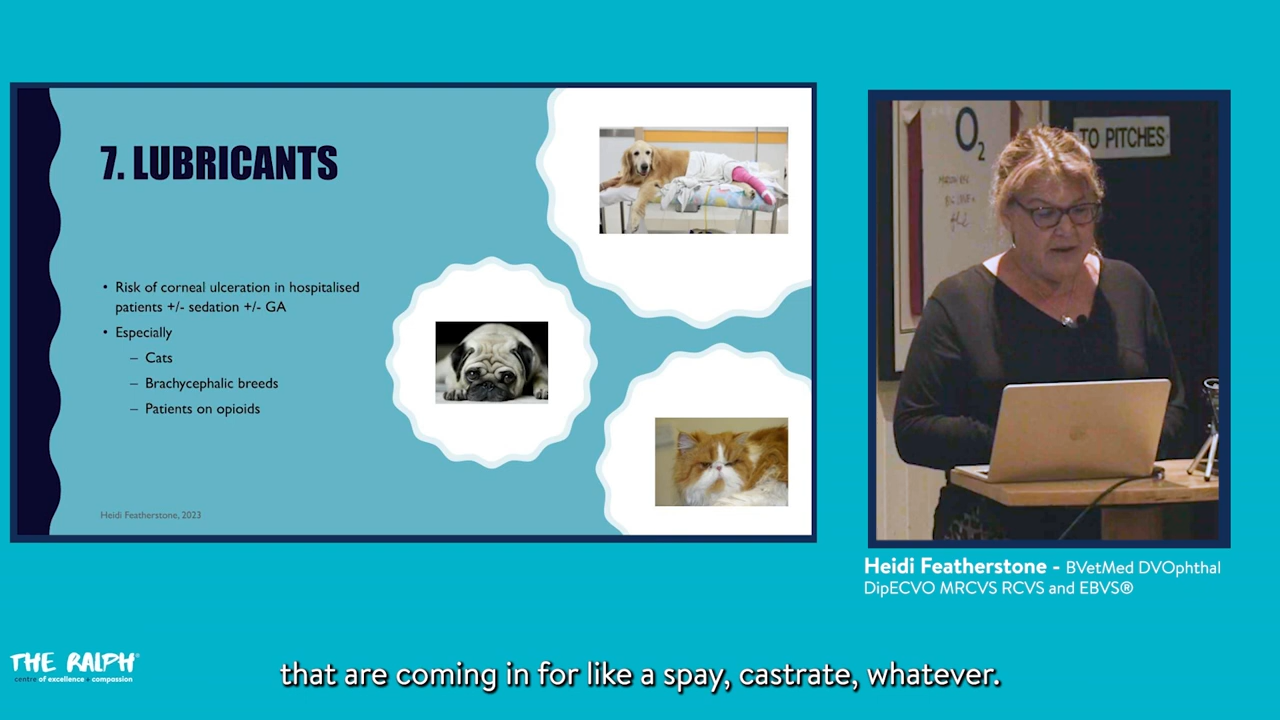 7. LUBRICANTS
• Risk of corneal ulceration in hospitalised
patients +/- sedation +/- GA
• Especially
– Cats
– Brachycephalic breeds
– Patients on opioids
Heidi Featherstone, 2023
O2
TO PITCHES
Heidi Featherstone - BVetMed DVOphthal
DipECVO MRCVS RCVS and EBVS®
THE RALPH®
centre of excellence + compassion
that are coming in for like a spay, castrate, whatever.